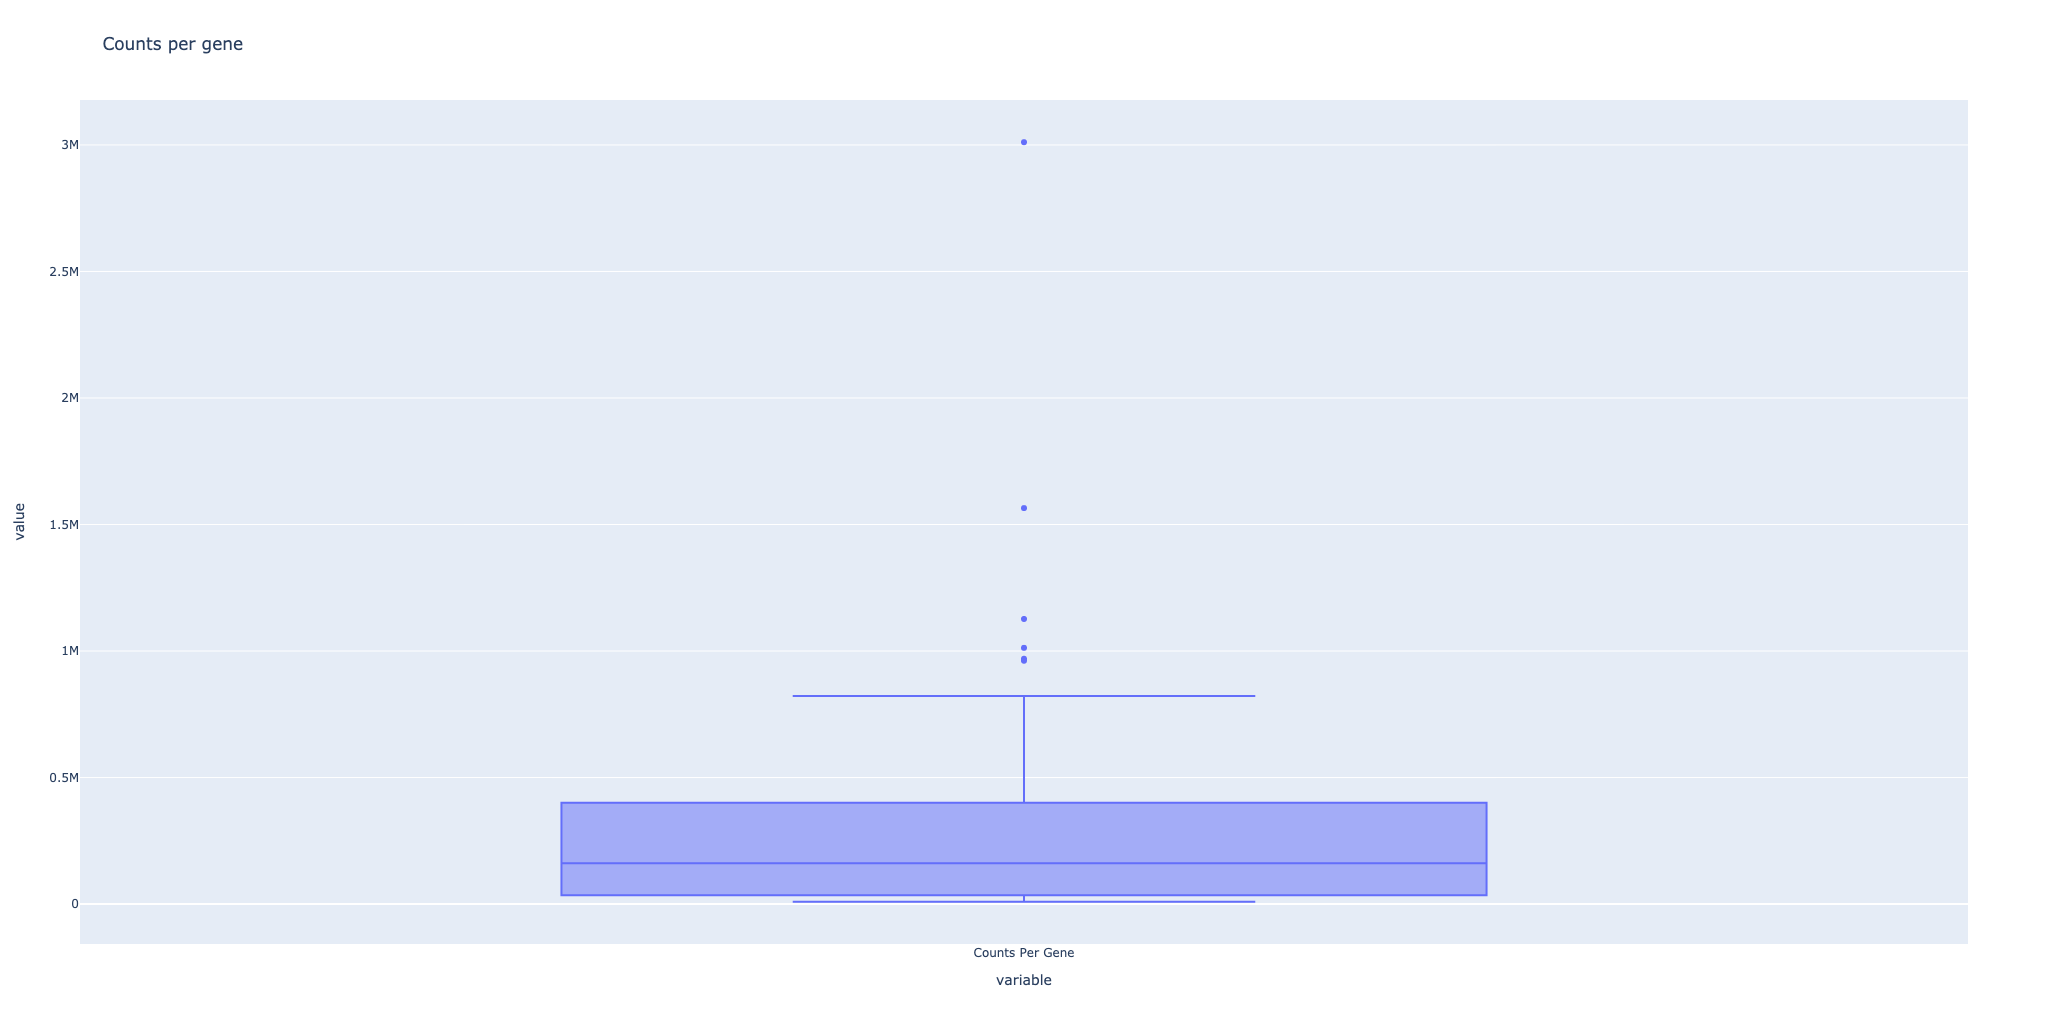 Counts per gene
3M
2.5M
2M
1.5M
1M
0.5M
0
value
Counts Per Gene
variable